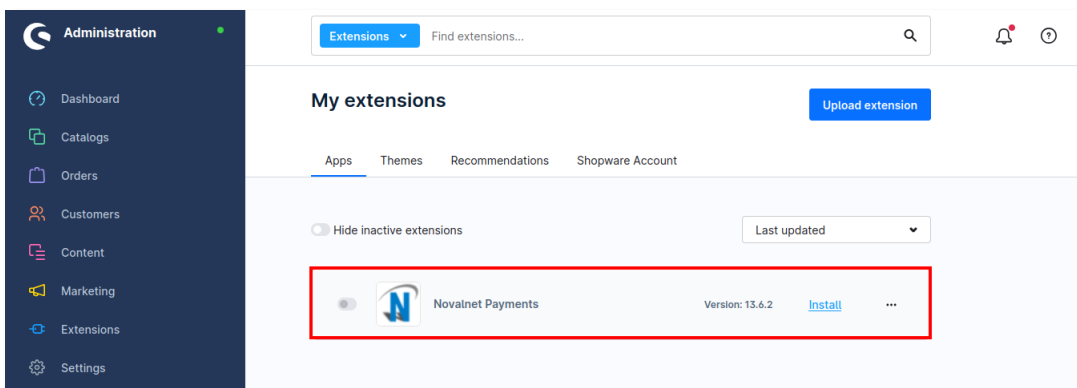 Administration
Dashboard
Catalogs
Orders
Customers
Content
Marketing
Extensions
Settings
Extensions Find extensions...
My extensions
Upload extension
Apps Themes Recommendations Shopware Account
Hide inactive extensions
Last updated
Novalnet Payments Version: 13.6.2 Install ...